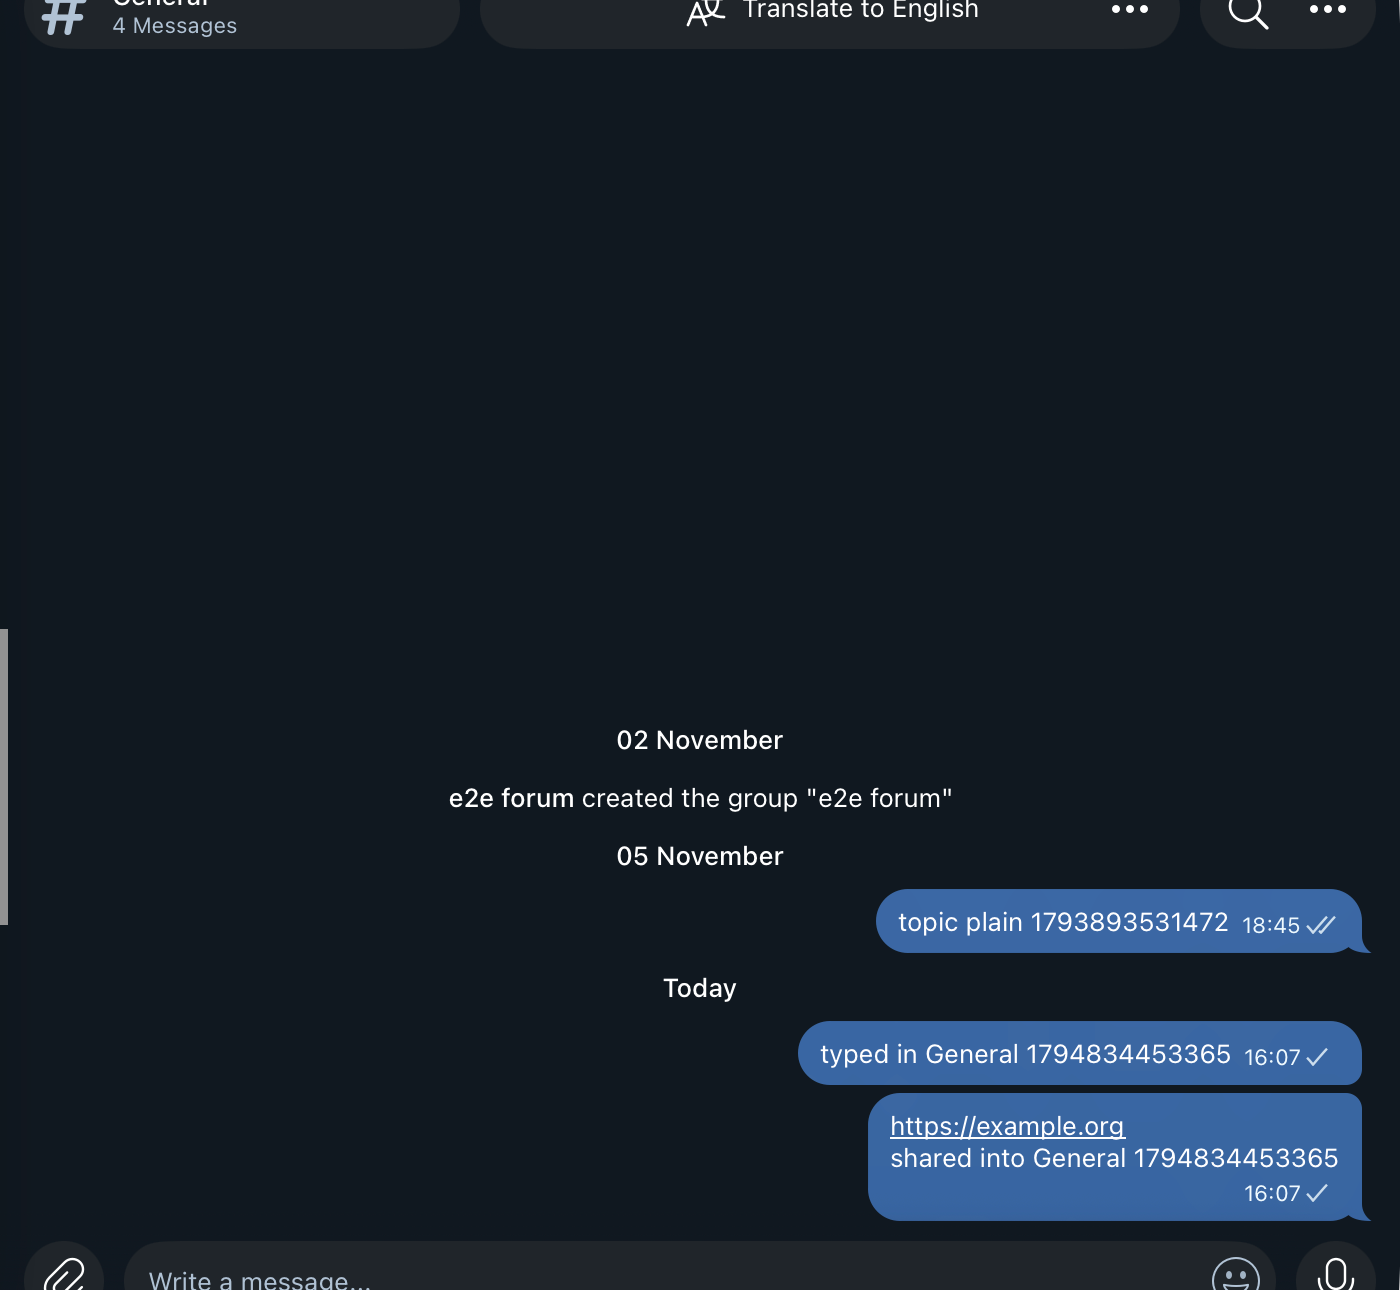 General
4 Messages
Translate to English
02 November
e2e forum created the group "e2e forum"
05 November
topic plain 1793893531472 18:45
Today
typed in General 1794834453365 16:07
https://example.org
shared into General 1794834453365
16:07
Write a message...